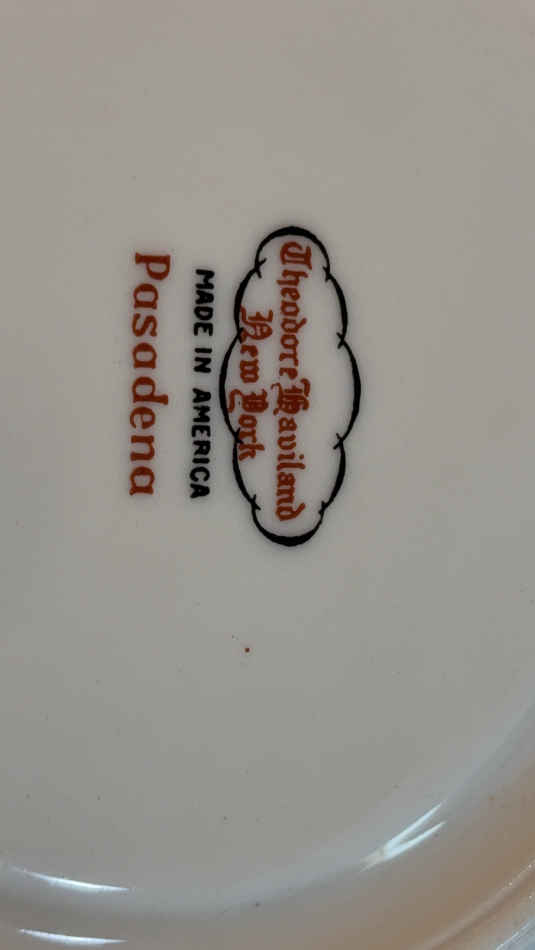 Theodore Haviland
New York
MADE IN AMERICA
Pasadena